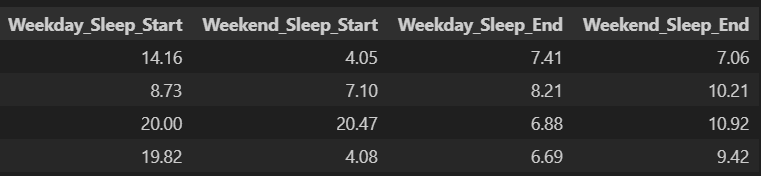 Weekday_Sleep_Start Weekend_Sleep_Start Weekday_Sleep_End Weekend_Sleep_End
14.16 4.05 7.41 7.06
8.73 7.10 8.21 10.21
20.00 20.47 6.88 10.92
19.82 4.08 6.69 9.42